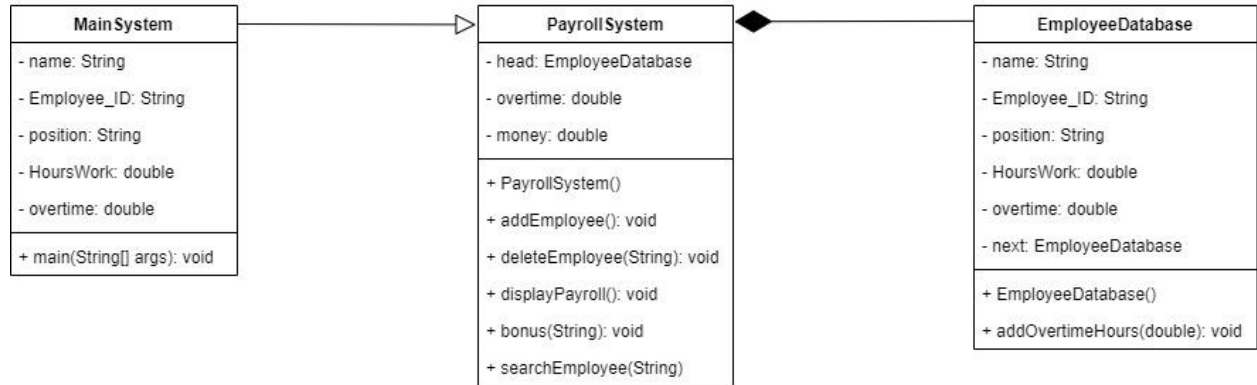 MainSystem
- name: String
- Employee_ID: String
- position: String
- HoursWork: double
- overtime: double
+ main(String[] args): void
PayrollSystem
- head: EmployeeDatabase
- overtime: double
- money: double
+ PayrollSystem()
+ addEmployee(): void
+ deleteEmployee(String): void
+ displayPayroll(): void
+ bonus(String): void
+ searchEmployee(String)
EmployeeDatabase
- name: String
- Employee_ID: String
- position: String
- HoursWork: double
- overtime: double
- next: EmployeeDatabase
+ EmployeeDatabase()
+ addOvertimeHours(double): void